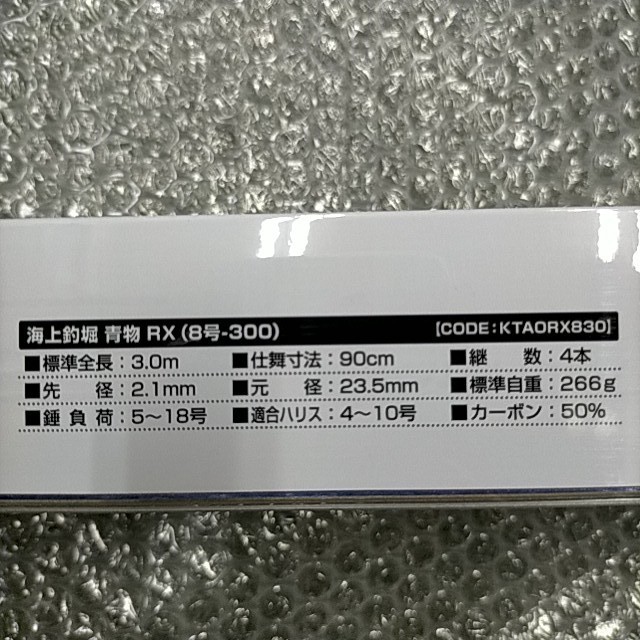 海上釣堀 青物 RX (8号-300) [CODE:KTAORX830]
■標準全長:3.0m ■仕舞寸法:90cm ■継 数:4本
■先 径:2.1mm ■元 径:23.5mm ■標準自重:266g
■錘負荷:5～18号 ■適合ハリス:4～10号 ■カーボン:50%